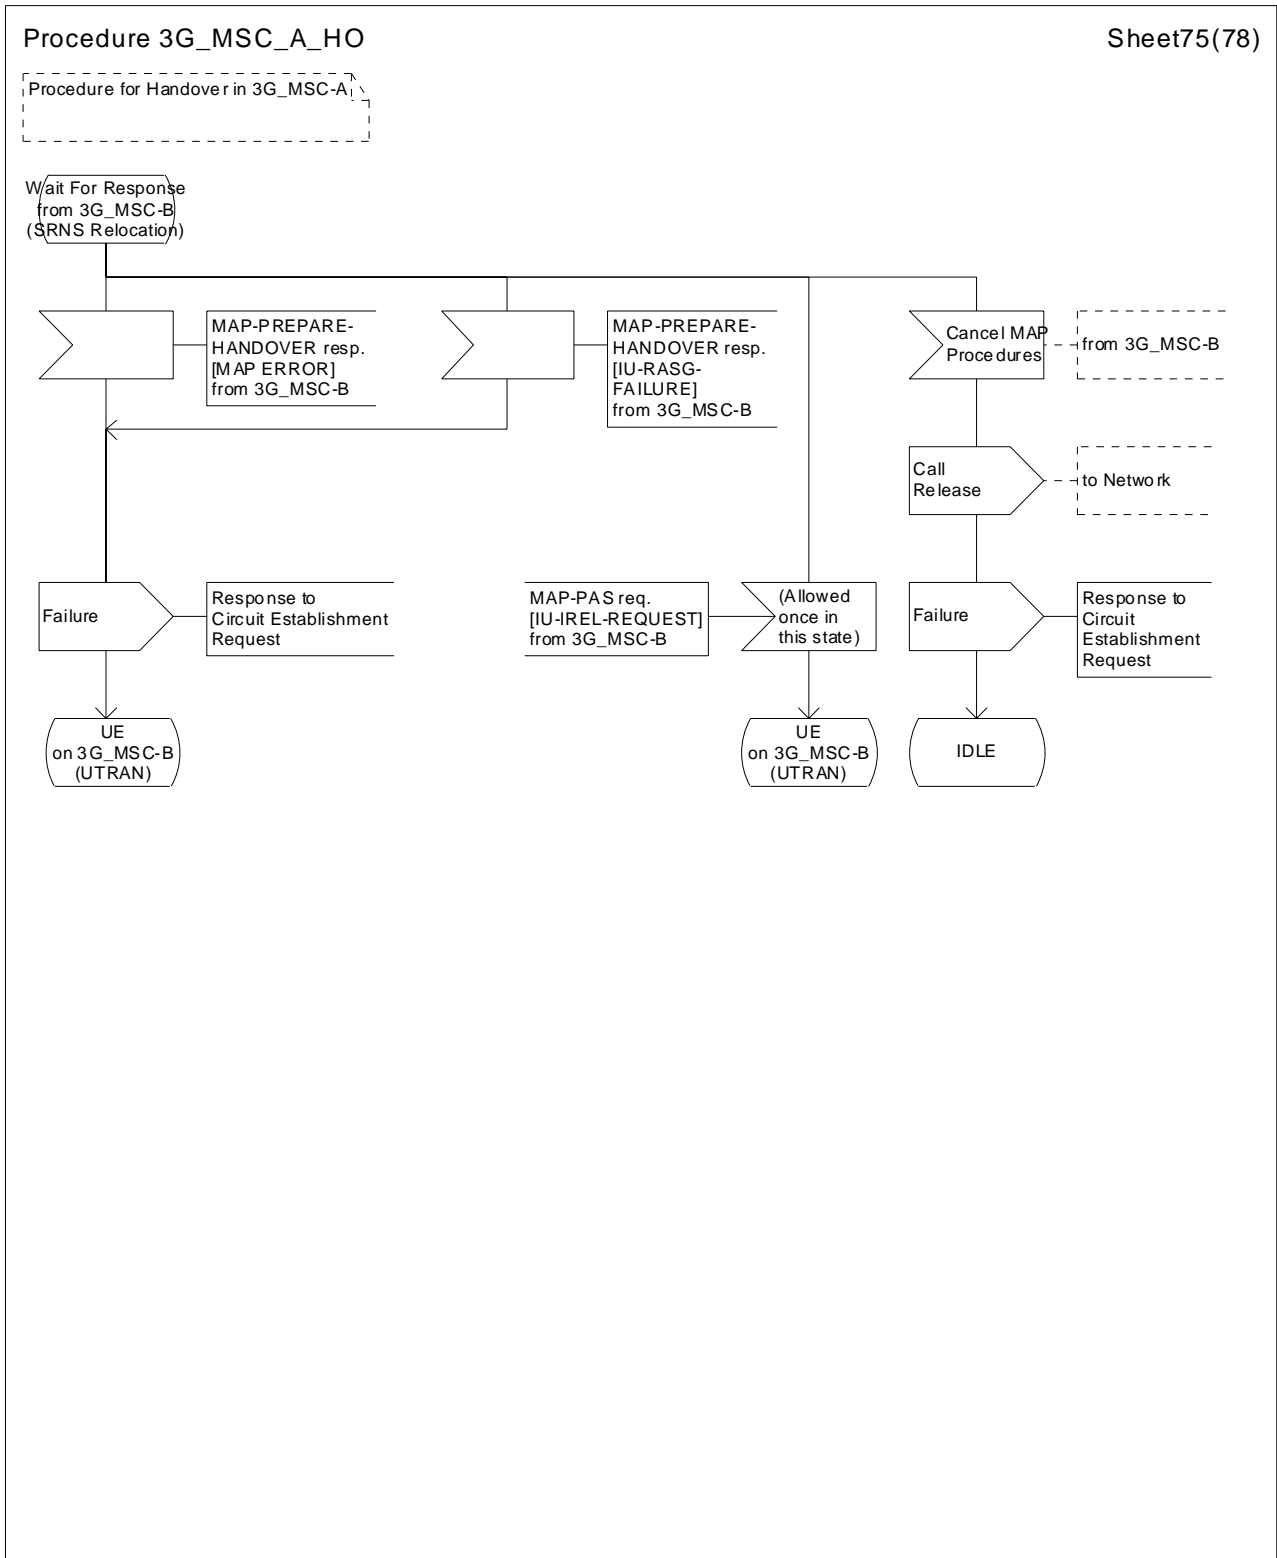 Procedure 3G_MSC_A_HO
Sheet75(78)
Procedure for Handover in 3G_MSC-A
Wait For Response
from 3G_MSC-B
(SRNS Relocation)
MAP-PREPARE-
HANDOVER resp.
[MAP ERROR]
from 3G_MSC-B
MAP-PREPARE-
HANDOVER resp.
[IU-RASG-
FAILURE]
from 3G_MSC-B
Cancel MAP
Procedures
from 3G_MSC-B
Call
Release
to Network
Failure
Response to
Circuit Establishment
Request
MAP-PAS req.
[IU-IREL-REQUEST]
from 3G_MSC-B
(Allowed
once in
this state)
Failure
Response to
Circuit
Establishment
Request
UE
on 3G_MSC-B
(UTRAN)
UE
on 3G_MSC-B
(UTRAN)
IDLE